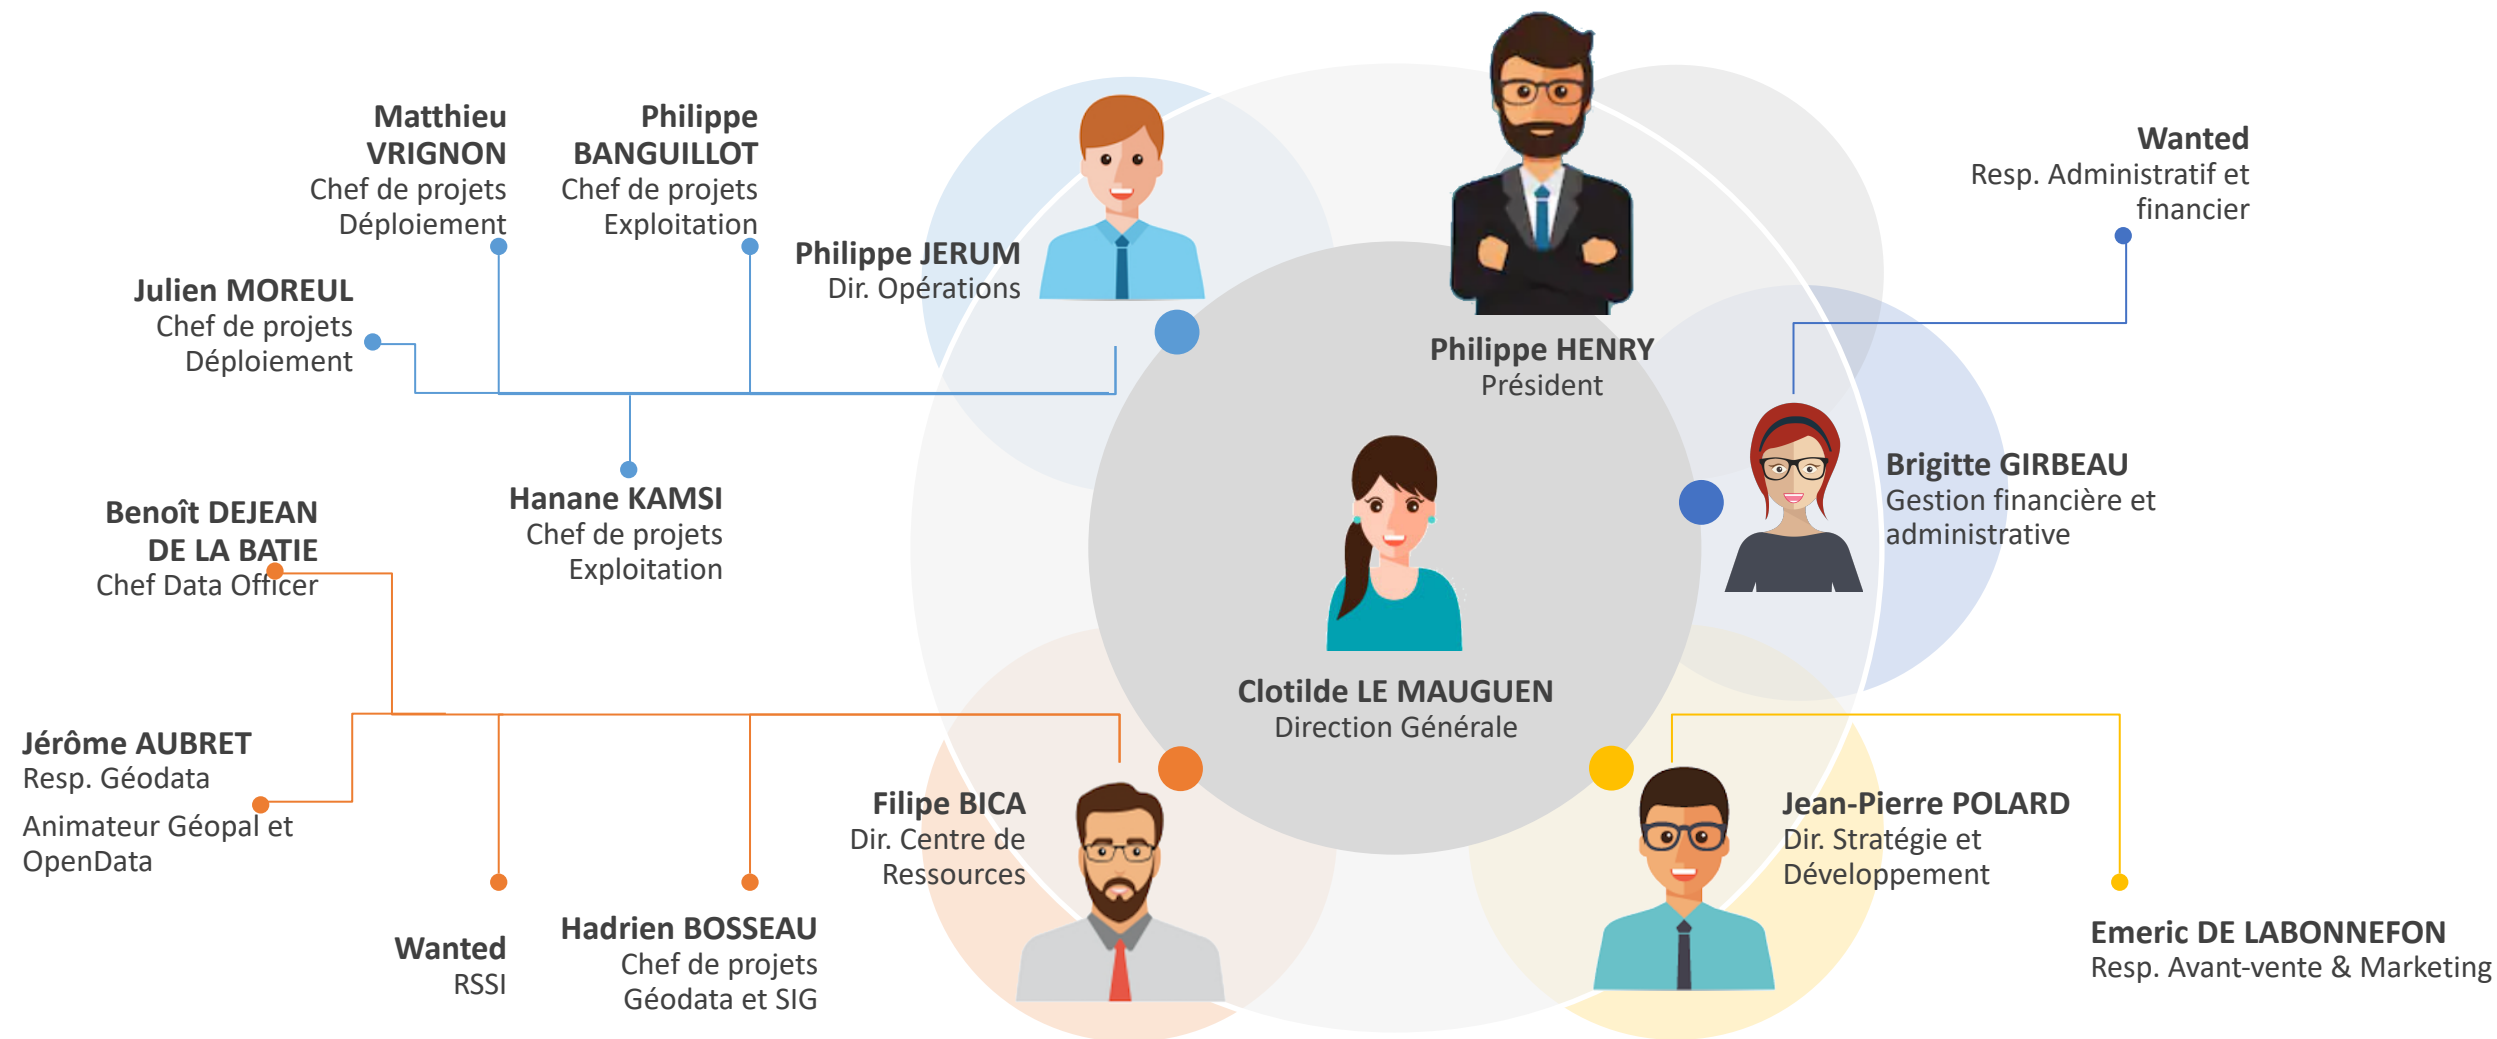 Matthieu
VRIGNON
Chef de projets
Déploiement
Philippe
BANGUILLOT
Chef de projets
Exploitation
Philippe JERUM
Dir. Opérations
Julien MOREUL
Chef de projets
Déploiement
Hanane KAMSI
Chef de projets
Exploitation
Philippe HENRY
Président
Wanted
Resp. Administratif et
financier
Brigitte GIRBEAU
Gestion financière et
administrative
Clotilde LE MAUGUEN
Direction Générale
Benoît DEJEAN
DE LA BATIE
Chef Data Officer
Jérôme AUBRET
Resp. Géodata
Animateur Géopal et
OpenData
Wanted
RSSI
Hadrien BOSSEAU
Chef de projets
Géodata et SIG
Filipe BICA
Dir. Centre de
Ressources
Jean-Pierre POLARD
Dir. Stratégie et
Développement
Emeric DE LABONNEFON
Resp. Avant-vente & Marketing